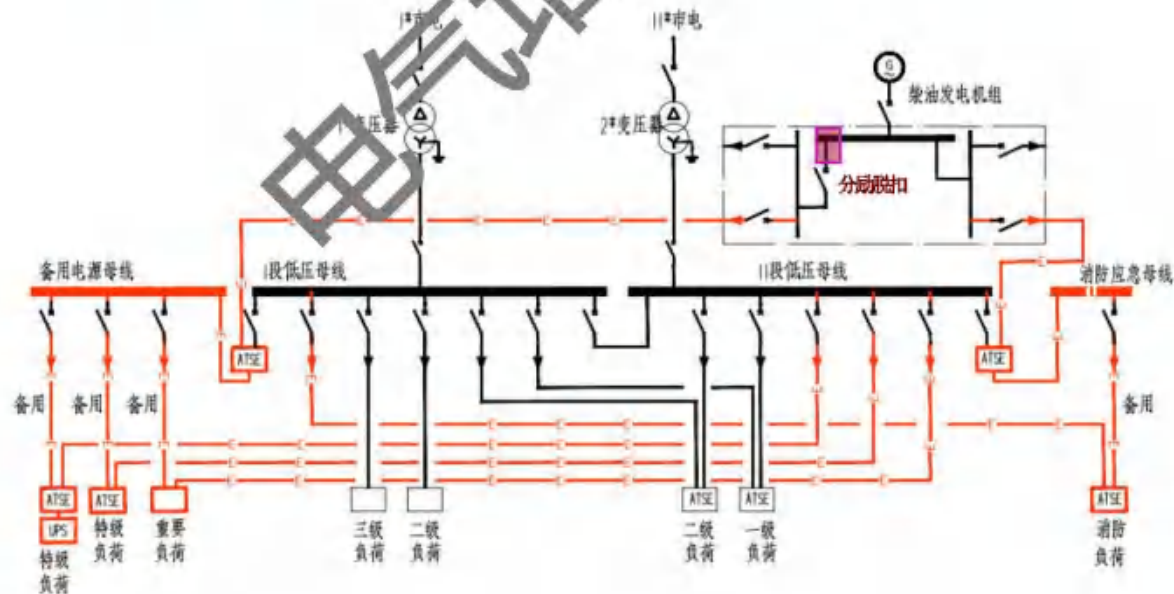 电气
1#市电
11#市电
G
柴油发电机组
变压器
2#变压器
分励脱扣
备用电源母线
I段低压母线
II段低压母线
消防应急母线
ATSE
ATSE
备用
备用
备用
备用
ATSE
ATSE
ATSE
ATSE
ATSE
UPS
特级
负荷
特级
负荷
重要
负荷
三级
负荷
二级
负荷
二级
负荷
一级
负荷
消防
负荷